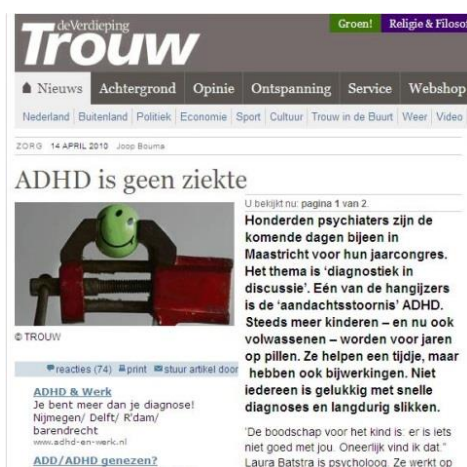 deVerdieping
Trouw
Groen! Religie & Filosof
Nieuws Achtergrond Opinie Ontspanning Service Webshop
Nederland Buitenland Politiek Economie Sport Cultuur Trouw in de Buurt Weer Video
ZORG 14 APRIL 2010 Joop Bouma
ADHD is geen ziekte
U bekijkt nu: pagina 1 van 2.
Honderden psychiaters zijn de
komende dagen bijeen in
Maastricht voor hun jaarcongres.
Het thema is ‘diagnostiek in
discussie’. Eén van de hangijzers
is de ‘aandachtsstoornis’ ADHD.
Steeds meer kinderen – en nu ook
volwassenen – worden voor jaren
op pillen. Ze helpen een tijdje, maar
hebben ook bijwerkingen. Niet
iedereen is gelukkig met snelle
diagnoses en langdurig slikken.
‘De boodschap voor het kind is: er is iets
niet goed met jou. Oneerlijk vind ik dat.”
Laura Batstra is psycholoog. Ze werkt op
© TROUW
reacties (74) print stuur artikel door
ADHD & Werk
Je bent meer dan je diagnose!
Nijmegen/ Delft/ R'dam/
barendrecht
www.adhd-en-werk.nl
ADD/ADHD genezen?